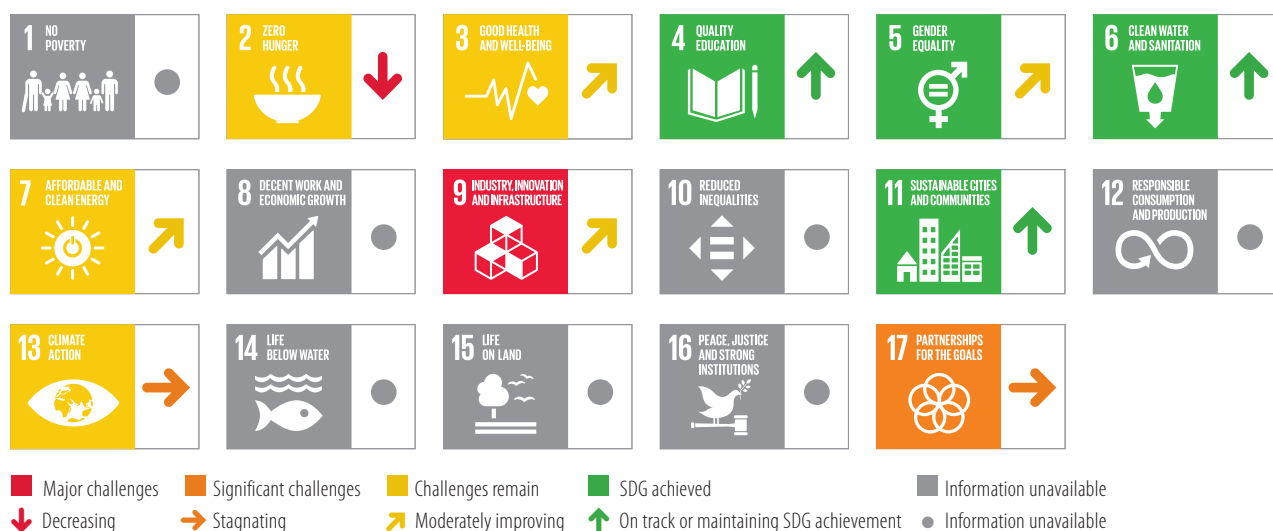 1 NO
POVERTY
2 ZERO
HUNGER
3 GOOD HEALTH
AND WELL-BEING
4 QUALITY
EDUCATION
5 GENDER
EQUALITY
6 CLEAN WATER
AND SANITATION
7 AFFORDABLE AND
CLEAN ENERGY
8 DECENT WORK AND
ECONOMIC GROWTH
9 INDUSTRY, INNOVATION
AND INFRASTRUCTURE
10 REDUCED
INEQUALITIES
11 SUSTAINABLE CITIES
AND COMMUNITIES
12 RESPONSIBLE
CONSUMPTION
AND PRODUCTION
13 CLIMATE
ACTION
14 LIFE
BELOW WATER
15 LIFE
ON LAND
16 PEACE, JUSTICE
AND STRONG
INSTITUTIONS
17 PARTNERSHIPS
FOR THE GOALS
Major challenges Significant challenges Challenges remain SDG achieved Information unavailable
Decreasing Stagnating Moderately improving On track or maintaining SDG achievement Information unavailable